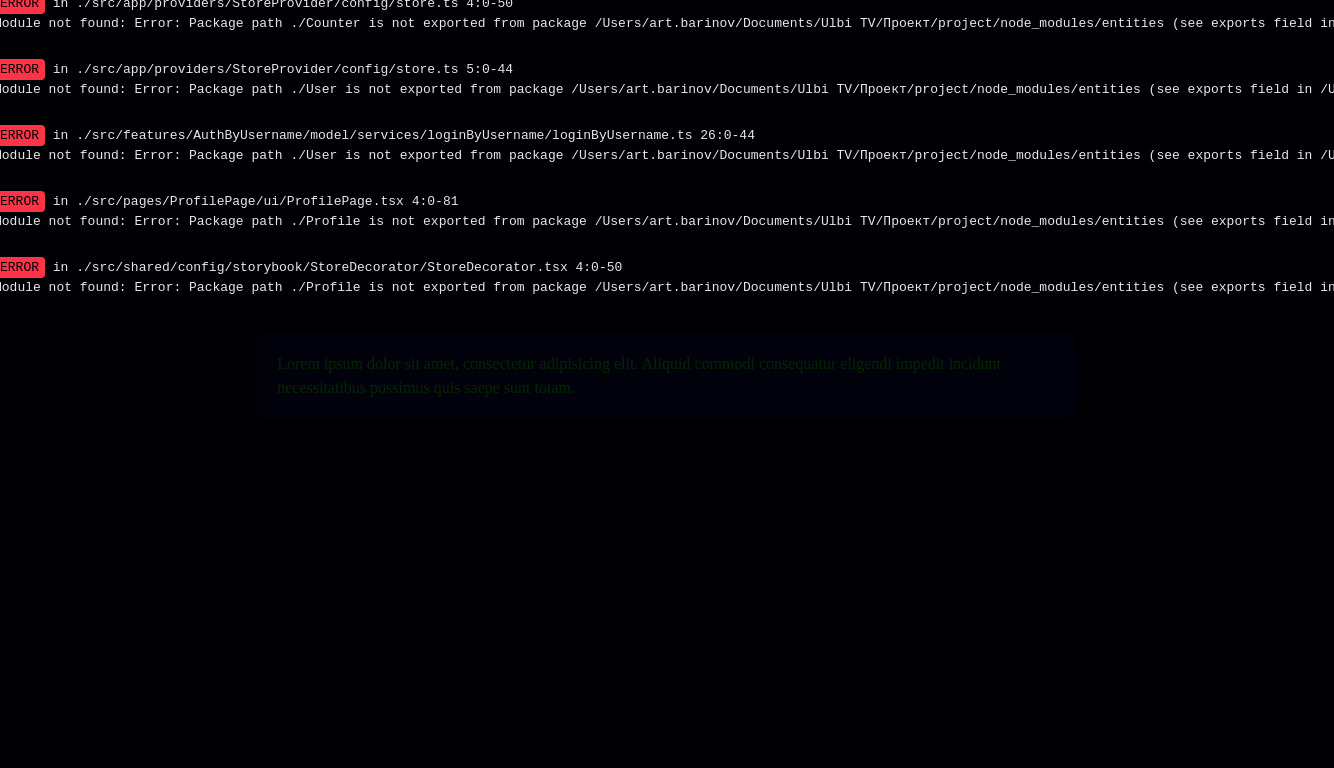 ERROR in ./src/app/providers/StoreProvider/config/store.ts 4:0-50
Module not found: Error: Package path ./Counter is not exported from package /Users/art.barinov/Documents/Ulbi TV/Проект/project/node_modules/entities (see exports field in
ERROR in ./src/app/providers/StoreProvider/config/store.ts 5:0-44
Module not found: Error: Package path ./User is not exported from package /Users/art.barinov/Documents/Ulbi TV/Проект/project/node_modules/entities (see exports field in /U
ERROR in ./src/features/AuthByUsername/model/services/loginByUsername/loginByUsername.ts 26:0-44
Module not found: Error: Package path ./User is not exported from package /Users/art.barinov/Documents/Ulbi TV/Проект/project/node_modules/entities (see exports field in /U
ERROR in ./src/pages/ProfilePage/ui/ProfilePage.tsx 4:0-81
Module not found: Error: Package path ./Profile is not exported from package /Users/art.barinov/Documents/Ulbi TV/Проект/project/node_modules/entities (see exports field in
ERROR in ./src/shared/config/storybook/StoreDecorator/StoreDecorator.tsx 4:0-50
Module not found: Error: Package path ./Profile is not exported from package /Users/art.barinov/Documents/Ulbi TV/Проект/project/node_modules/entities (see exports field in
Lorem ipsum dolor sit amet, consectetur adipisicing elit. Aliquid commodi consequatur eligendi impedit incidunt
necessitatibus possimus quis saepe sunt totam.